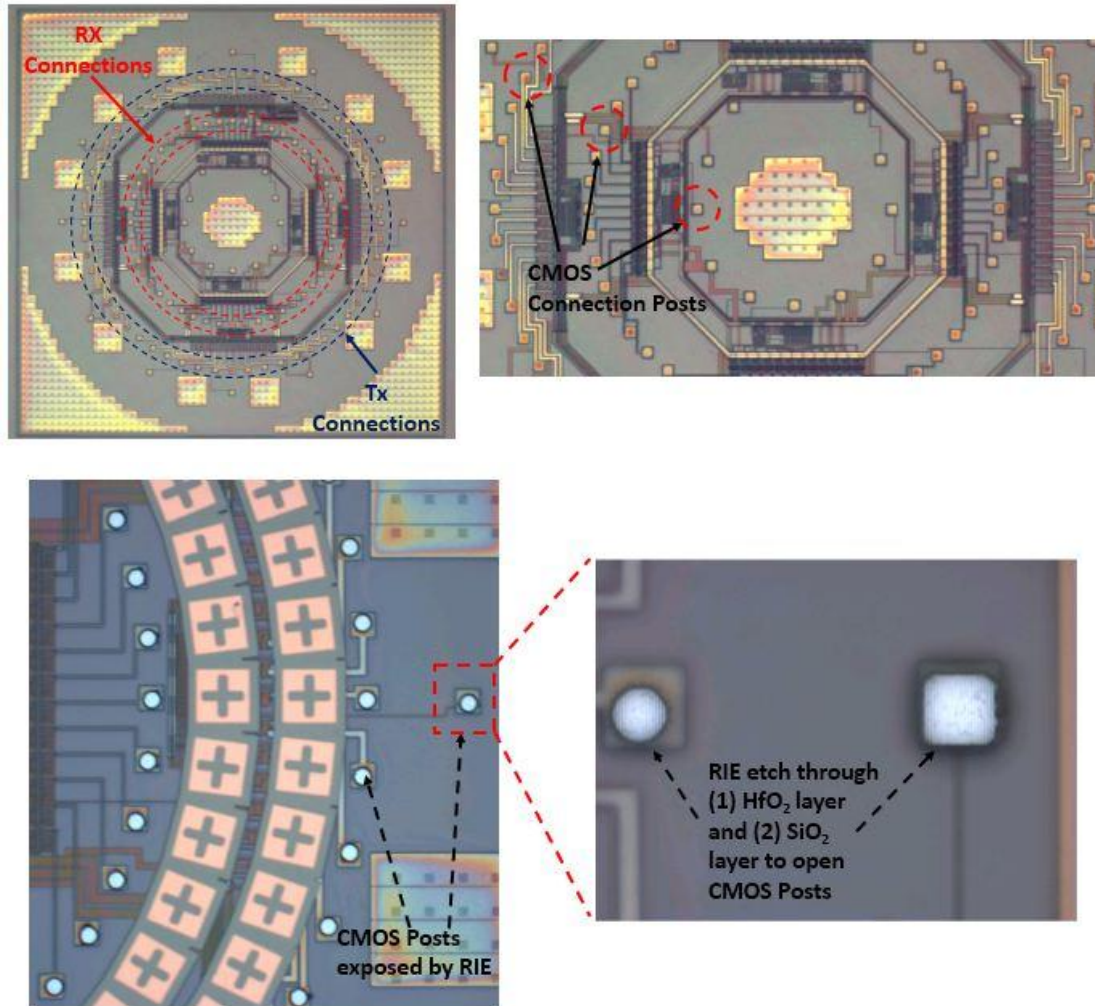 RX
Connections
Tx
Connections
CMOS
Connection Posts
CMOS Posts
exposed by RIE
RIE etch through
(1) HfO₂ layer
and (2) SiO₂
layer to open
CMOS Posts